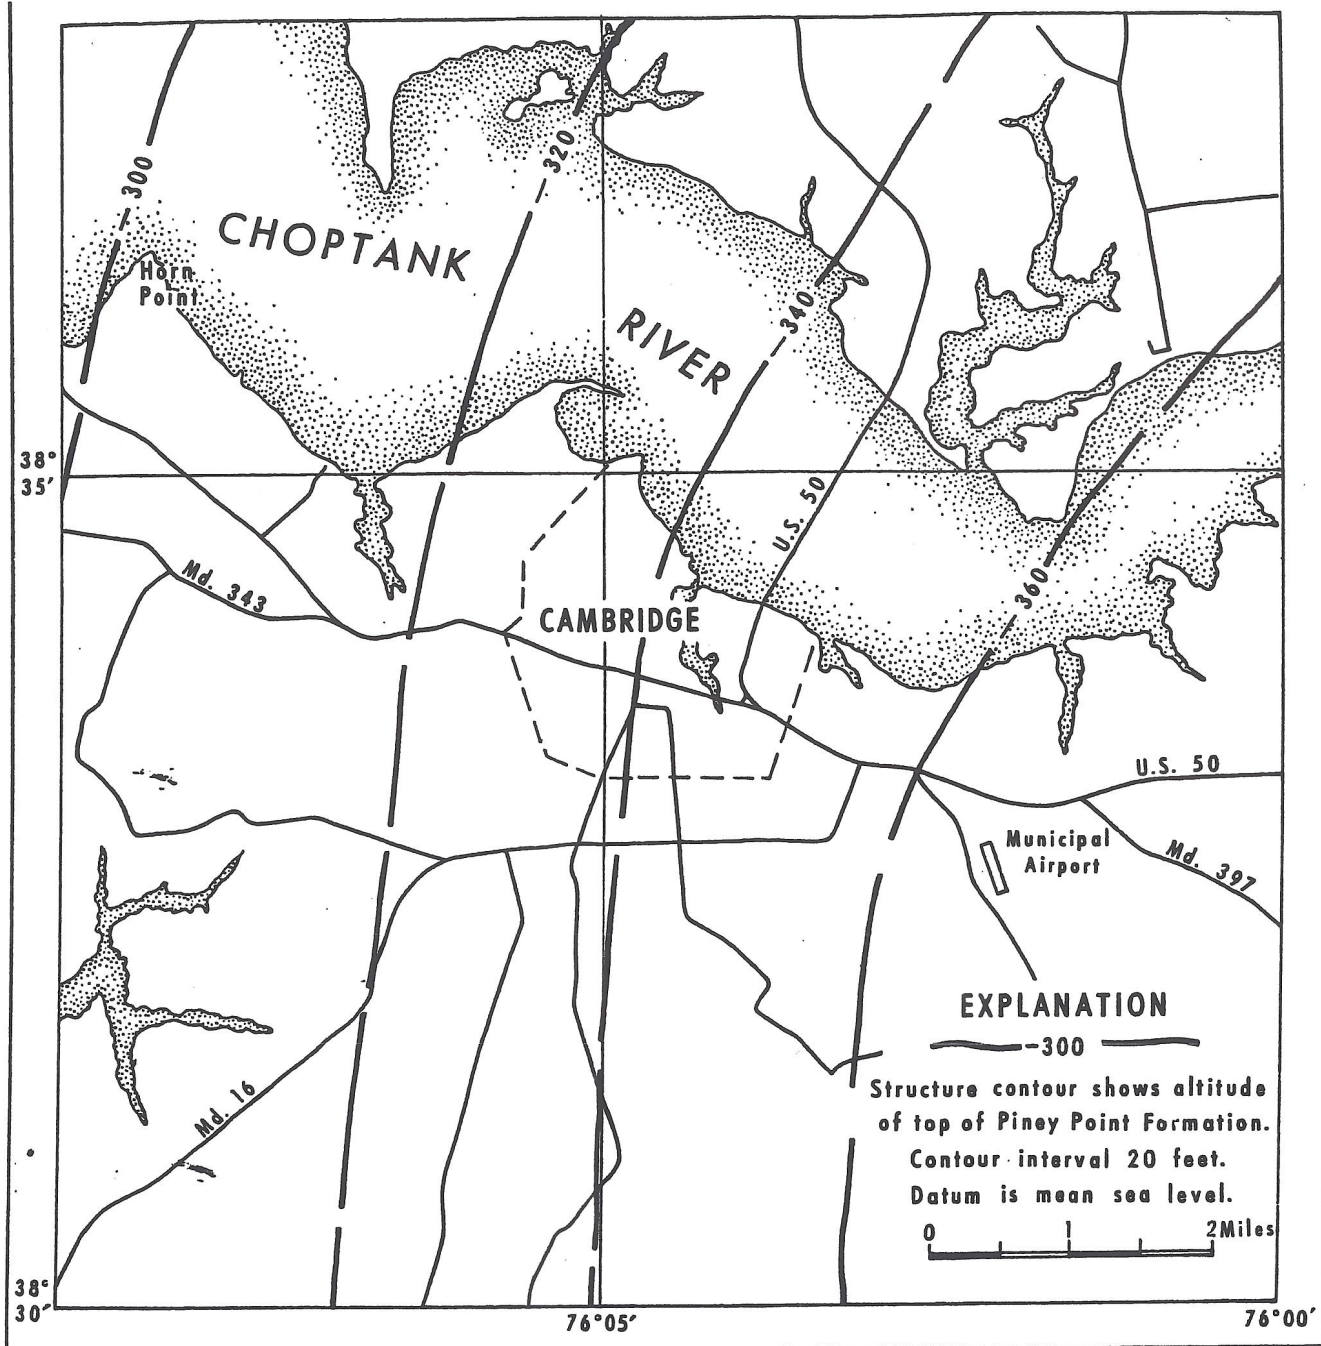 -300
-320
CHOPTANK
Horn
Point
RIVER
-340
38°
35'
U.S. 50
Md. 343
-360
CAMBRIDGE
U.S. 50
Municipal
Airport
Md. 397
EXPLANATION
-300
Structure contour shows altitude
of top of Piney Point Formation.
Contour interval 20 feet.
Datum is mean sea level.
Md. 16
0 1 2Miles
38°
30'
76°05'
76°00'